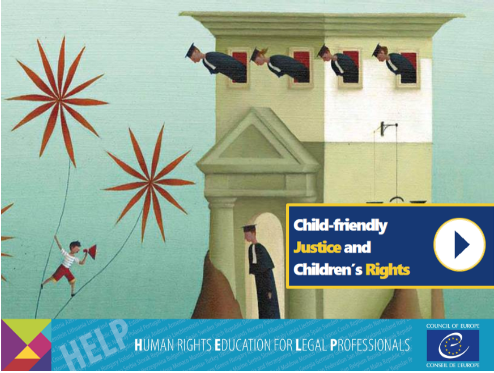 Child-friendly
Justice and
Children´s Rights
HELP
HUMAN RIGHTS EDUCATION FOR LEGAL PROFESSIONALS
COUNCIL OF EUROPE
CONSEIL DE L'EUROPE